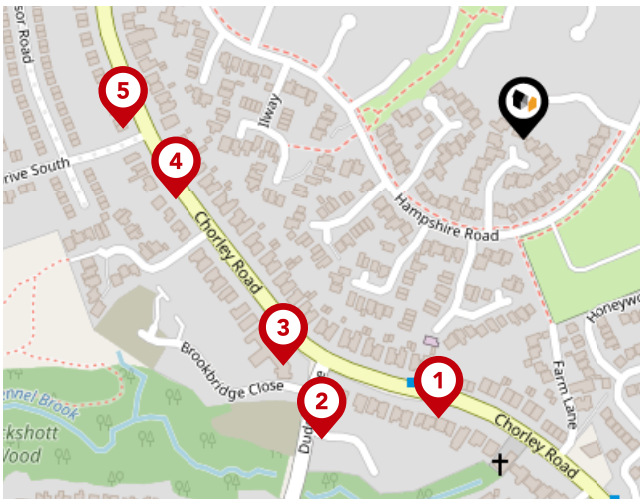 sor Road
5
Ilway
4
rive South
Hampshire Road
Chorley Road
3
Honeyw
Brookbridge Close
1
Farm Lane
nnel Brook
2
Dud
e
Chorley Road
ckshott
Wood